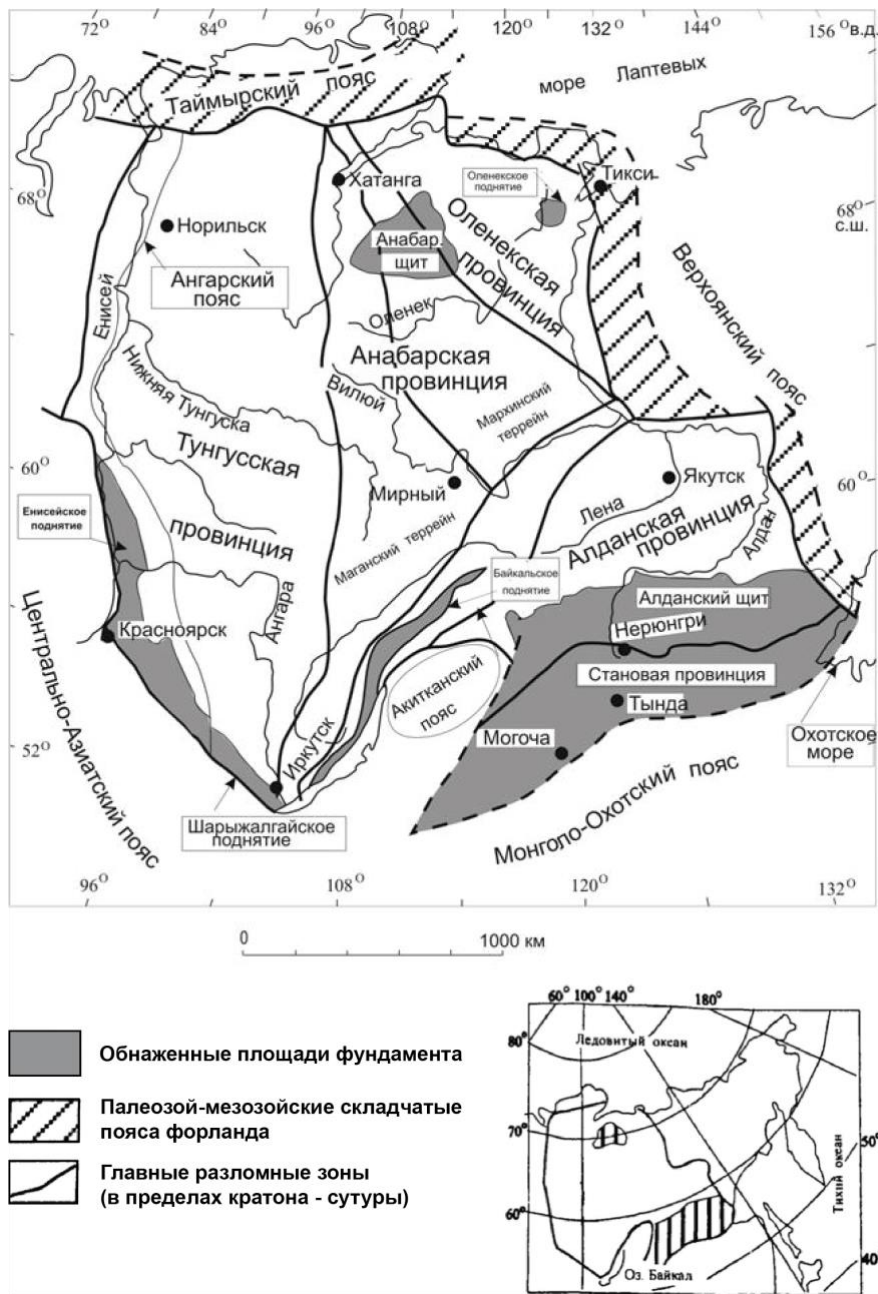 72° 84° 96° 108° 120° 132° 144° 156° в.д.
море Лаптевых
Таймырский пояс
68°
Хатанга
Оленекское
поднятие
Тикси
68°
с.ш.
Норильск
Анабар.
щит
Оленекская
провинция
Ангарский
пояс
Енисей
Оленек
Верхоянский пояс
Анабарская
провинция
Нижняя Тунгуска
Вилюй
Мархинский
террейн
Тунгусская
провинция
60°
Мирный
Якутск
60°
Енисейское
поднятие
Лена
Алданская
провинция
Алдан
Маганский террейн
Байкальское
поднятие
Ангара
Алданский щит
Красноярск
Нерюнгри
Центрально-Азиатский пояс
Акитканский
пояс
Становая провинция
Тында
52°
Иркутск
Могоча
Охотское
море
Шарыжалгайское
поднятие
Монголо-Охотский пояс
96° 108° 120° 132°
0 1000 км
Обнаженные площади фундамента
Палеозой-мезозойские складчатые
пояса форланда
Главные разломные зоны
(в пределах кратона - сутуры)
60° 100° 140° 180°
80°
Ледовитый океан
70°
50°
Тихий океан
60°
40
Оз. Байкал